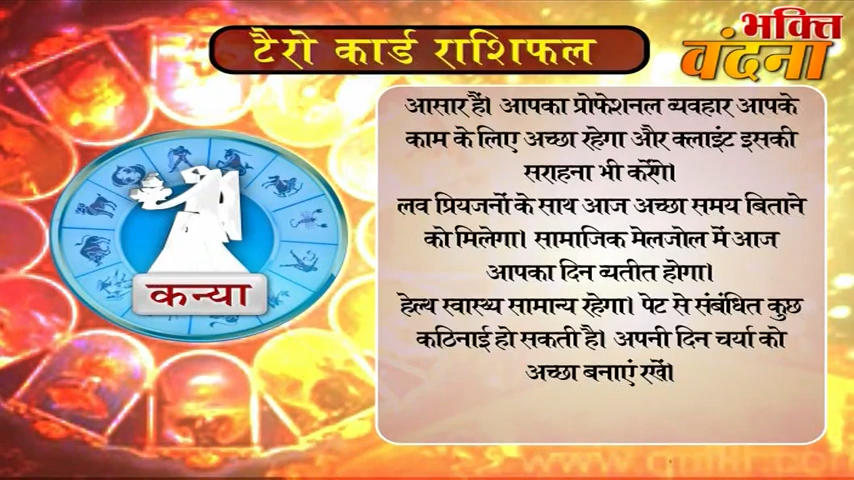 टैरो कार्ड राशिफल
भक्ति
वंदना
आसार हैं। आपका प्रोफेशनल व्यवहार आपके
काम के लिए अच्छा रहेगा और क्लाइंट इसकी
सराहना भी करेंगे।
लव प्रियजनों के साथ आज अच्छा समय बिताने
को मिलेगा। सामाजिक मेलजोल में आज
आपका दिन व्यतीत होगा।
हेल्थ स्वास्थ्य सामान्य रहेगा। पेट से संबंधित कुछ
कठिनाई हो सकती है। अपनी दिन चर्या को
अच्छा बनाएं रखें।
कन्या